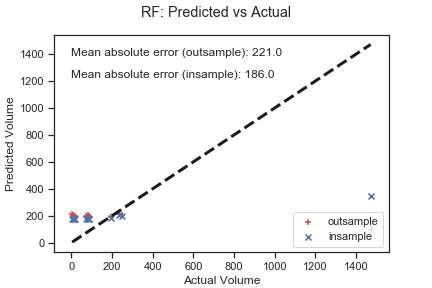 RF: Predicted vs Actual
Mean absolute error (outsample): 221.0
Mean absolute error (insample): 186.0
1400
1200
1000
800
600
400
200
0
Predicted Volume
outsample
insample
0 200 400 600 800 1000 1200 1400
Actual Volume